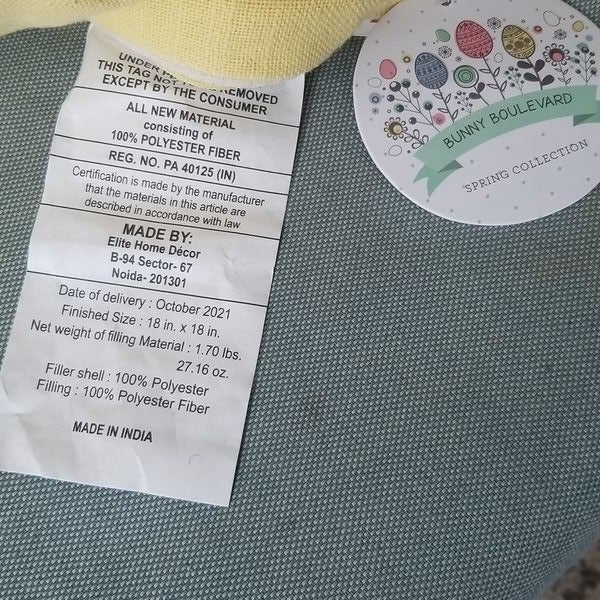 UNDER
REMOVED
THIS TAG NOT
EXCEPT BY THE CONSUMER
ALL NEW MATERIAL
consisting of
100% POLYESTER FIBER
REG. NO. PA 40125 (IN)
Certification is made by the manufacturer
that the materials in this article are
described in accordance with law
MADE BY:
Elite Home Décor
B-94 Sector- 67
Noida- 201301
Date of delivery : October 2021
Finished Size : 18 in. x 18 in.
Net weight of filling Material : 1.70 lbs.
27.16 oz.
Filler shell : 100% Polyester
Filling : 100% Polyester Fiber
MADE IN INDIA
BUNNY BOULEVARD
SPRING COLLECTION